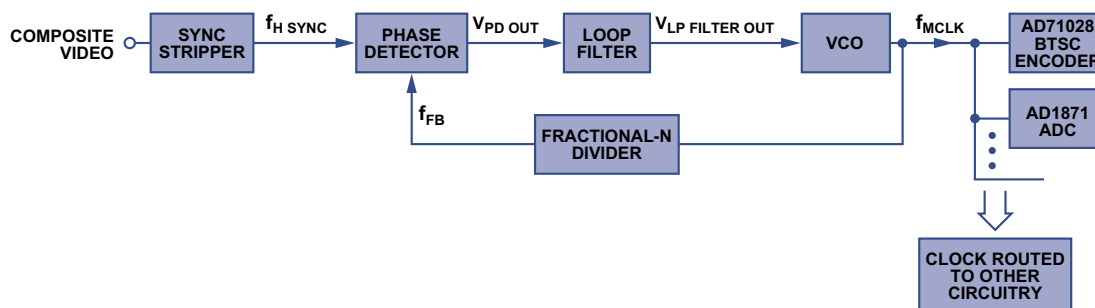 COMPOSITE
VIDEO
SYNC
STRIPPER
fH SYNC
PHASE
DETECTOR
VPD OUT
LOOP
FILTER
VLP FILTER OUT
VCO
fMCLK
AD71028
BTSC
ENCODER
AD1871
ADC
fFB
FRACTIONAL-N
DIVIDER
CLOCK ROUTED
TO OTHER
CIRCUITRY